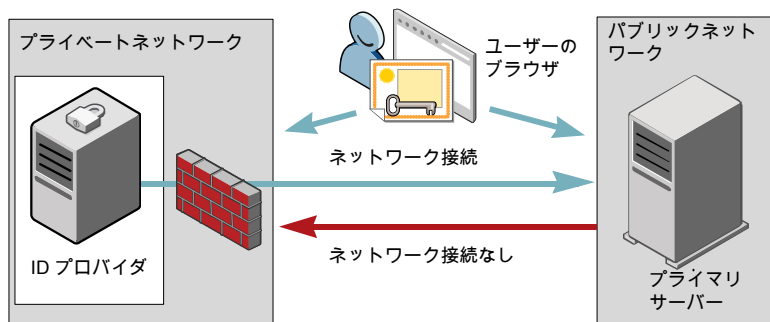 プライベートネットワーク
ユーザーの
ブラウザ
パブリックネット
ワーク
ネットワーク接続
ネットワーク接続なし
ID プロバイダ
プライマリ
サーバー